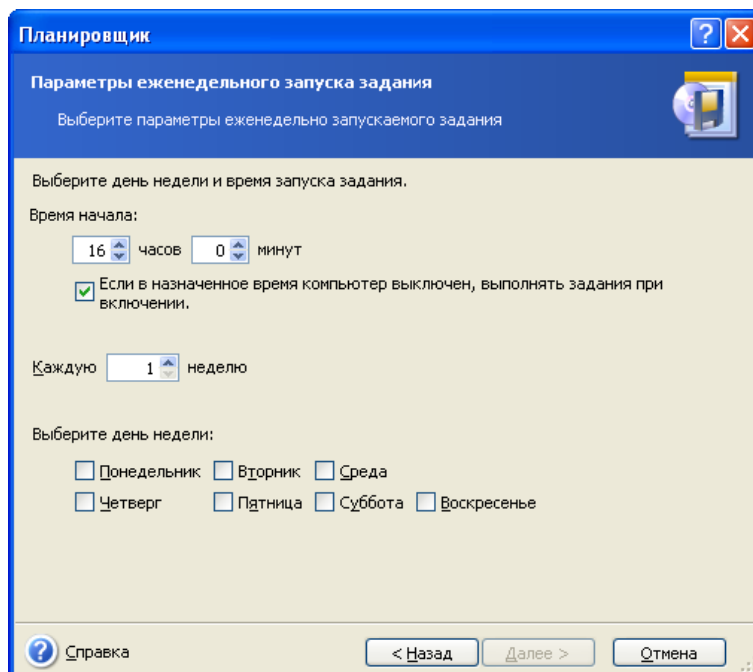 Планировщик
Параметры еженедельного запуска задания
Выберите параметры еженедельно запускаемого задания
Выберите день недели и время запуска задания.
Время начала:
16 часов 0 минут
Если в назначенное время компьютер выключен, выполнять задания при
включении.
Каждую 1 неделю
Выберите день недели:
Понедельник Вторник Среда
Четверг Пятница Суббота Воскресенье
Справка < Назад Далее > Отмена